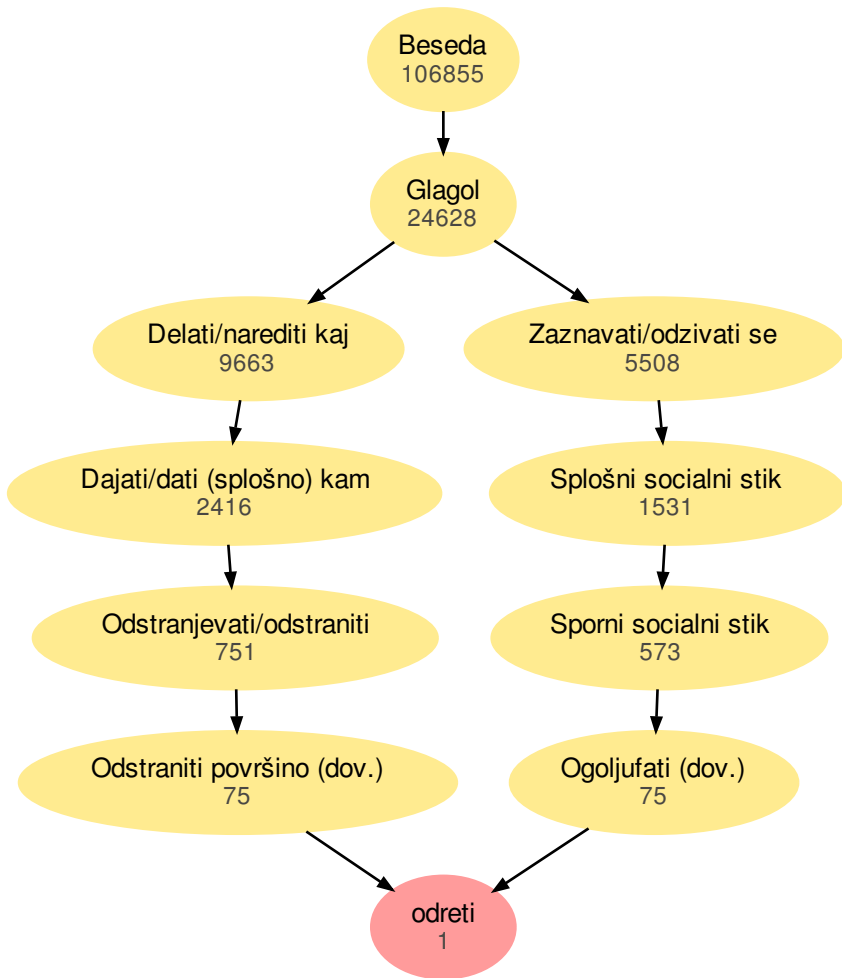 Beseda
106855
Glagol
24628
Delati/narediti kaj
9663
Zaznavati/odzivati se
5508
Dajati/dati (splošno) kam
2416
Splošni socialni stik
1531
Odstranjevati/odstraniti
751
Sporni socialni stik
573
Odstraniti površino (dov.)
75
Ogoljufati (dov.)
75
odreti
1